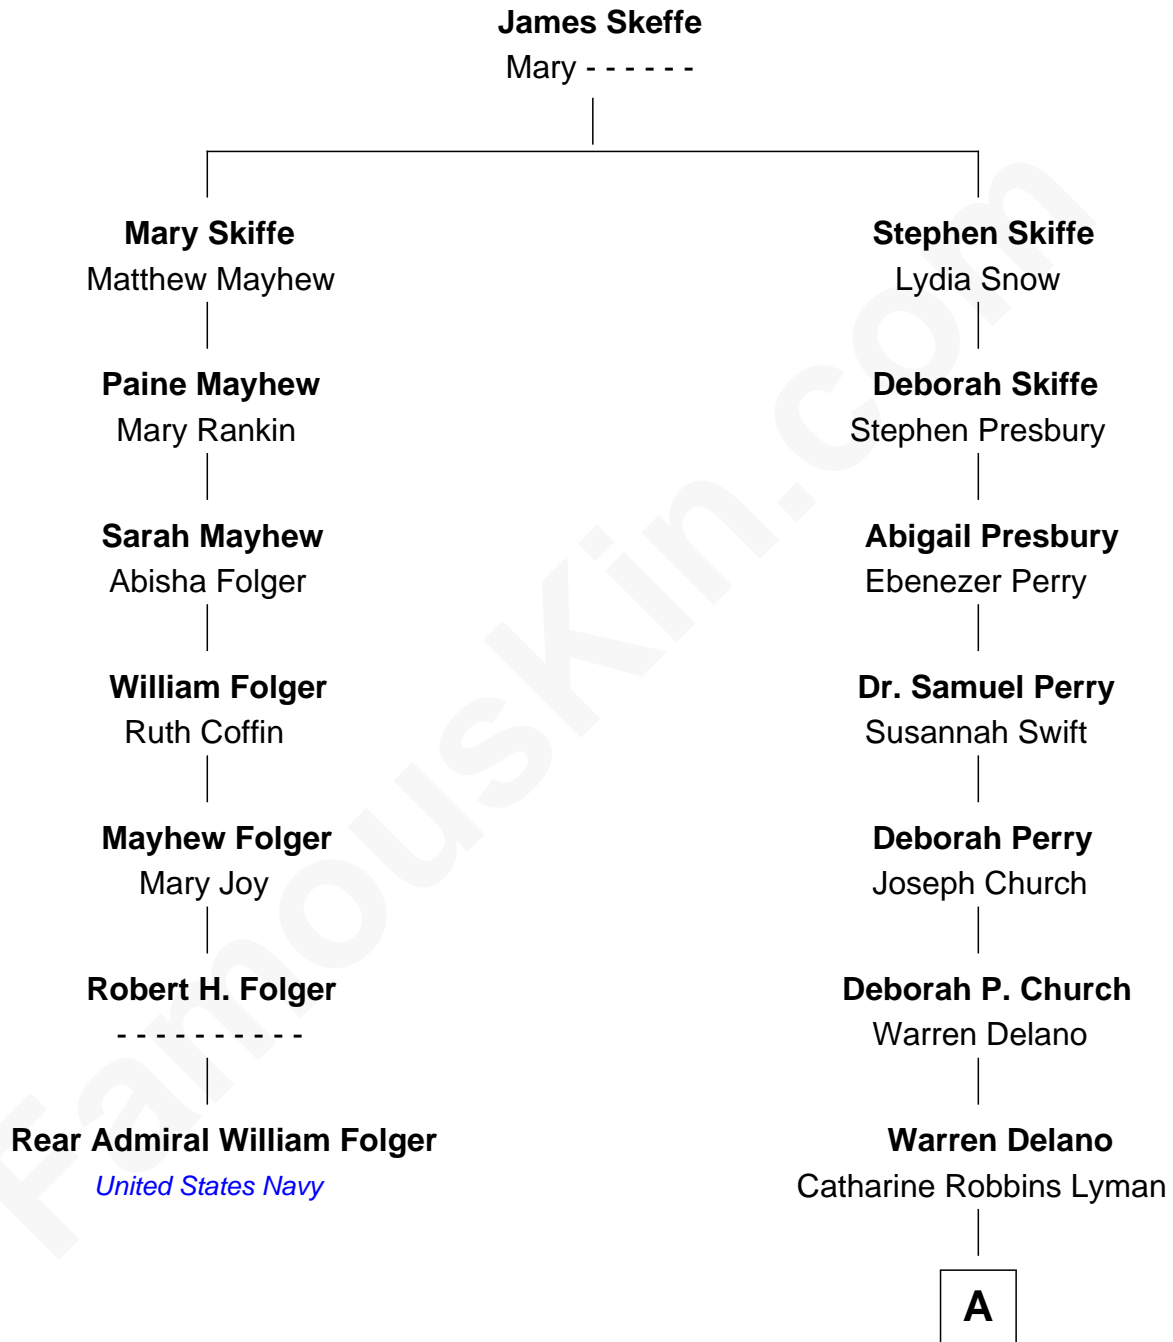 James Skeffe
Mary - - - - - -
Mary Skiffe
Matthew Mayhew
Stephen Skiffe
Lydia Snow
Paine Mayhew
Mary Rankin
Deborah Skiffe
Stephen Presbury
Sarah Mayhew
Abisha Folger
Abigail Presbury
Ebenezer Perry
William Folger
Ruth Coffin
Dr. Samuel Perry
Susannah Swift
Mayhew Folger
Mary Joy
Deborah Perry
Joseph Church
Robert H. Folger
- - - - - - - - - -
Deborah P. Church
Warren Delano
Rear Admiral William Folger
United States Navy
Warren Delano
Catharine Robbins Lyman
A
FamousKin.com